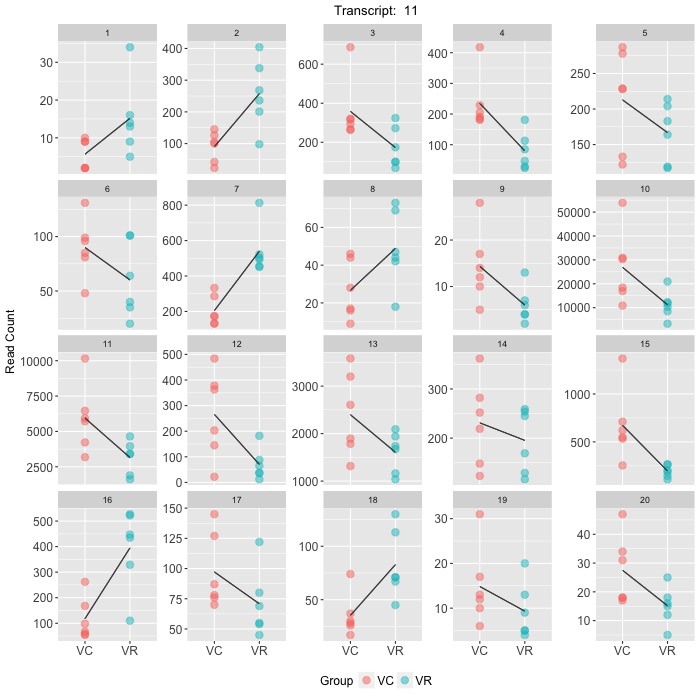 Transcript: 11
1 2 3 4 5
30 20 10
400 300 200 100
600 400 200
400 300 200 100
250 200 150
6 7 8 9 10
100 50
800 600 400 200
60 40 20
20 10
50000 40000 30000 20000 10000
Read Count
11 12 13 14 15
10000 7500 5000 2500
500 400 300 200 100 0
3000 2000 1000
300 200
1000 500
16 17 18 19 20
500 400 300 200 100
150 125 100 75 50
100 50
30 20 10
40 30 20 10
VC VR VC VR VC VR VC VR VC VR
Group VC VR